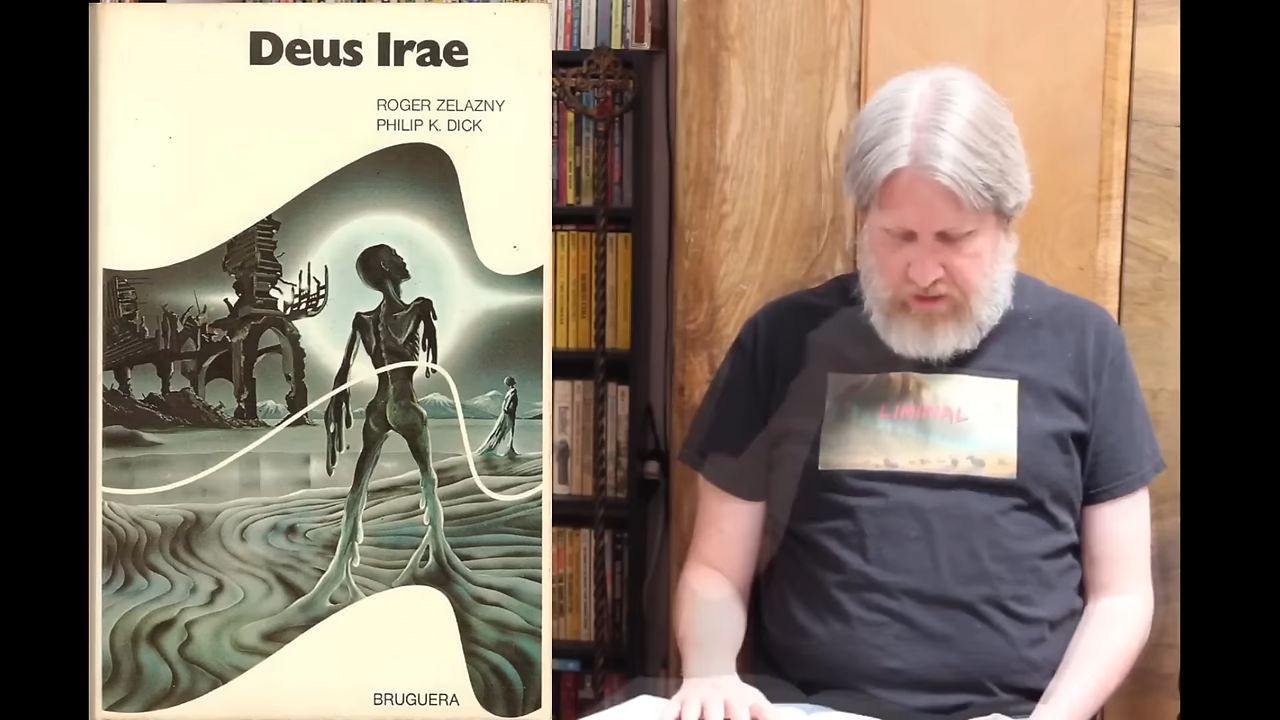 Deus Irae
ROGER ZELAZNY
PHILIP K. DICK
BRUGUERA
LIMINAL